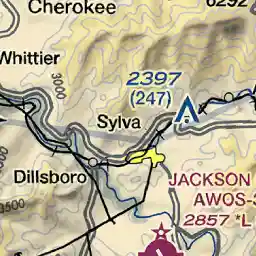 Cherokee
6292
Whittier
3000
2397
(247)
Sylva
Dillsboro
JACKSON
AWOS-3
2857 *L
3500